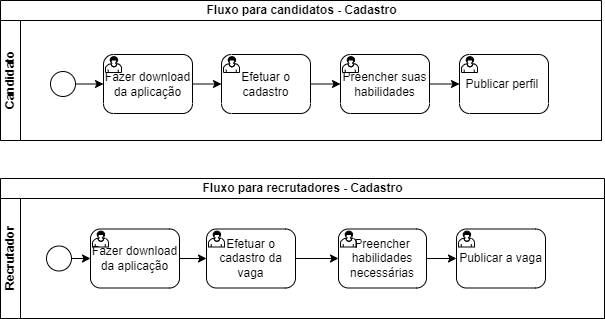 Fluxo para candidatos - Cadastro
Candidato
Fazer download
da aplicação
Efetuar o
cadastro
Preencher suas
habilidades
Publicar perfil
Fluxo para recrutadores - Cadastro
Recrutador
Fazer download
da aplicação
Efetuar o
cadastro da
vaga
Preencher
habilidades
necessárias
Publicar a vaga